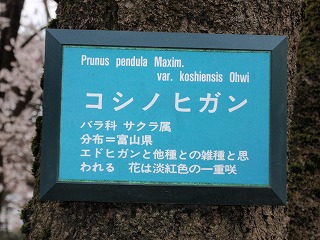 Prunus pendula Maxim.
var. koshiensis Ohwi
コシノヒガン
バラ科 サクラ属
分布＝富山県
エドヒガンと他種との雑種と思
われる 花は淡紅色の一重咲